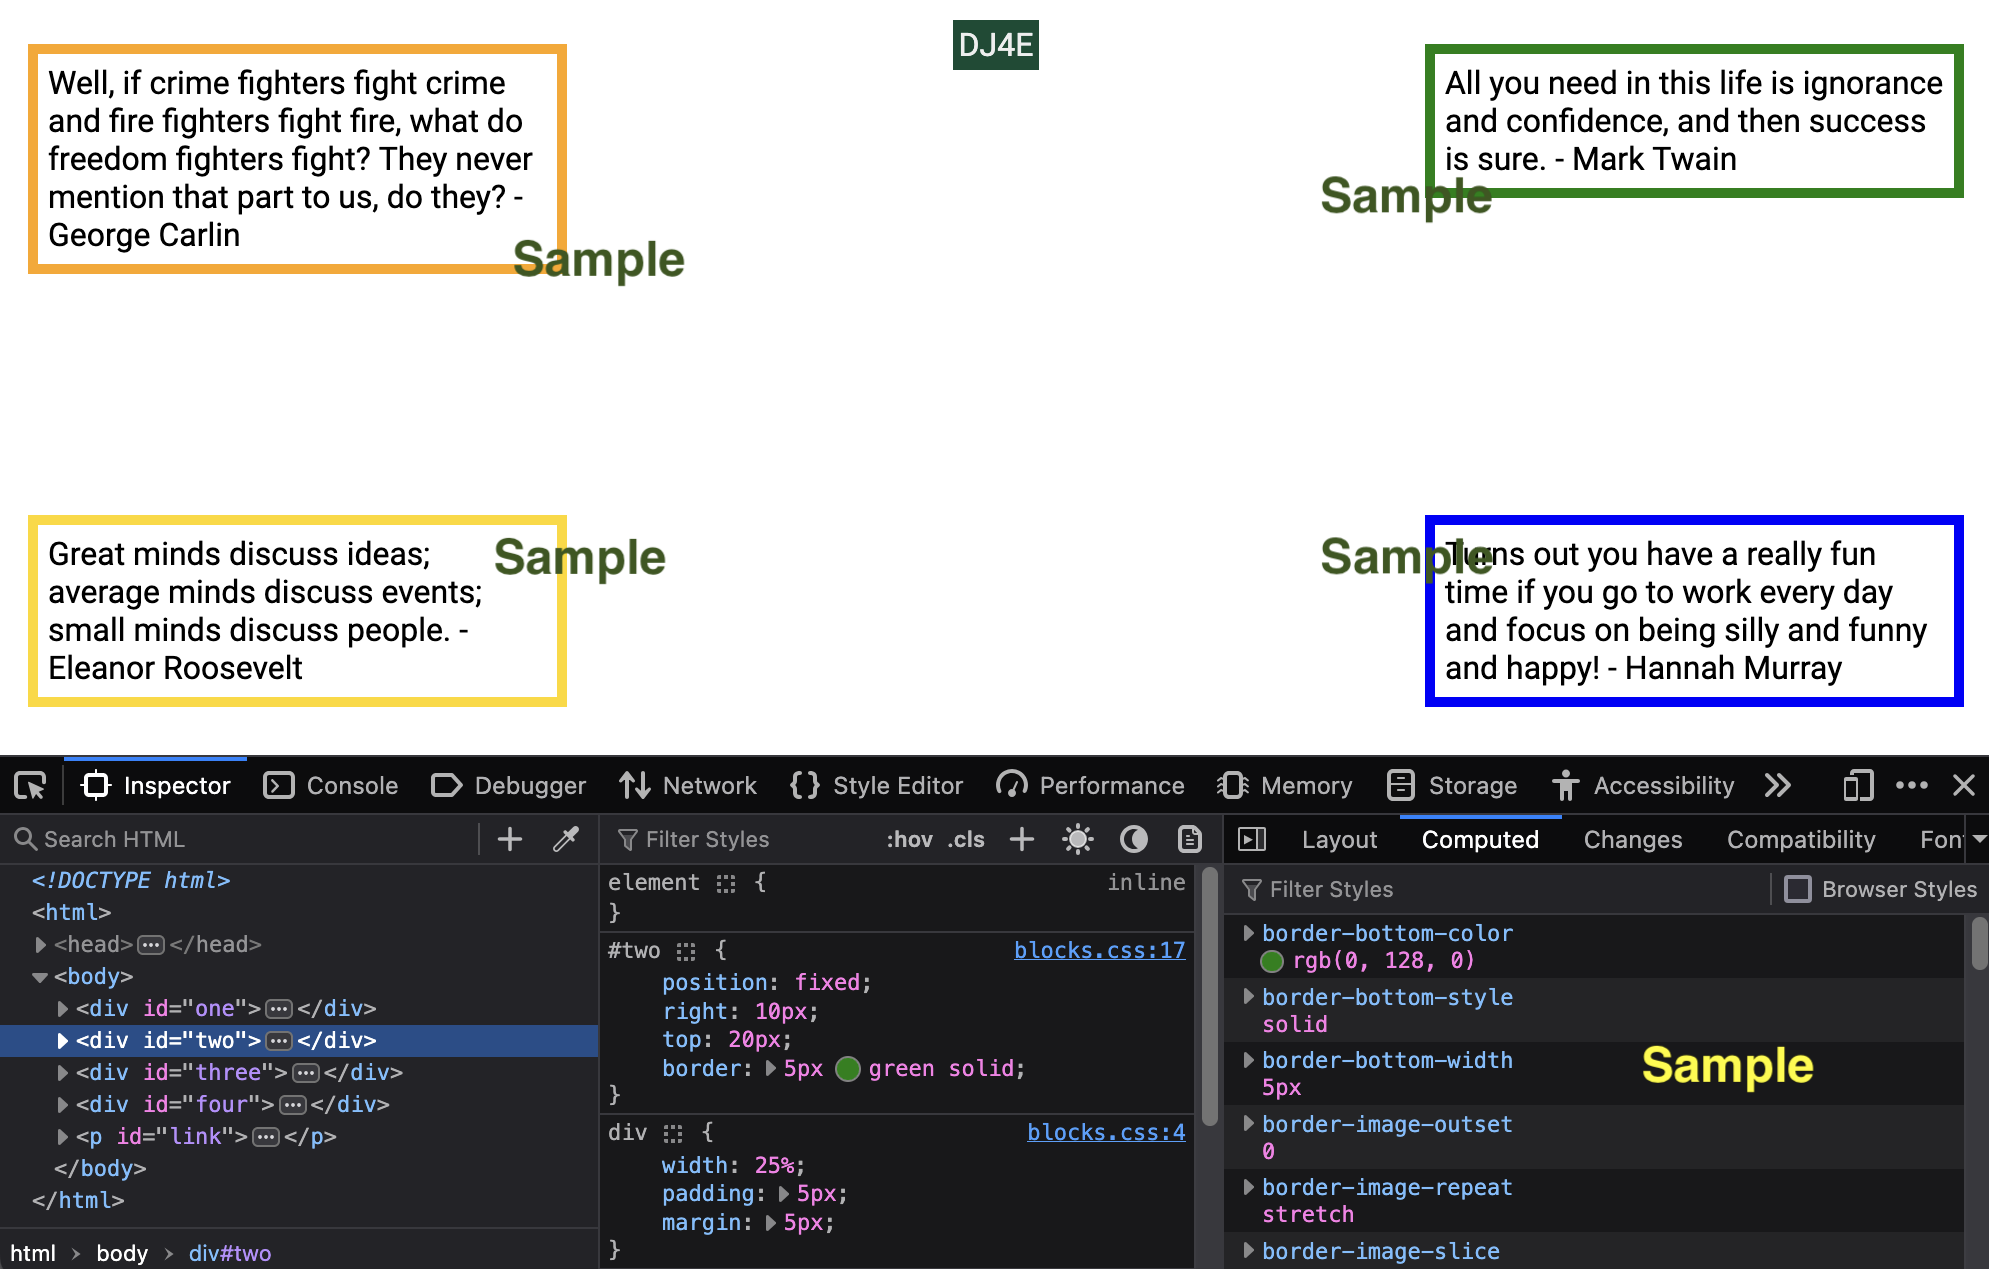 DJ4E
Well, if crime fighters fight crime
and fire fighters fight fire, what do
freedom fighters fight? They never
mention that part to us, do they? -
George Carlin
Sample
All you need in this life is ignorance
and confidence, and then success
is sure. - Mark Twain
Sample
Great minds discuss ideas;
average minds discuss events;
small minds discuss people. -
Eleanor Roosevelt
Sample
Turns out you have a really fun
time if you go to work every day
and focus on being silly and funny
and happy! - Hannah Murray
Sample
Inspector Console Debugger Network Style Editor Performance Memory Storage Accessibility
Search HTML
<!DOCTYPE html>
<html>
<head>···</head>
<body>
<div id="one">···</div>
<div id="two">···</div>
<div id="three">···</div>
<div id="four">···</div>
<p id="link">···</p>
</body>
</html>
html > body > div#two
Filter Styles :hov .cls
element { inline
}
#two { blocks.css:17
position: fixed;
right: 10px;
top: 20px;
border: 5px green solid;
}
div { blocks.css:4
width: 25%;
padding: 5px;
margin: 5px;
}
Layout Computed Changes Compatibility Fon
Filter Styles Browser Styles
border-bottom-color
rgb(0, 128, 0)
border-bottom-style
solid
border-bottom-width
5px
Sample
border-image-outset
0
border-image-repeat
stretch
border-image-slice